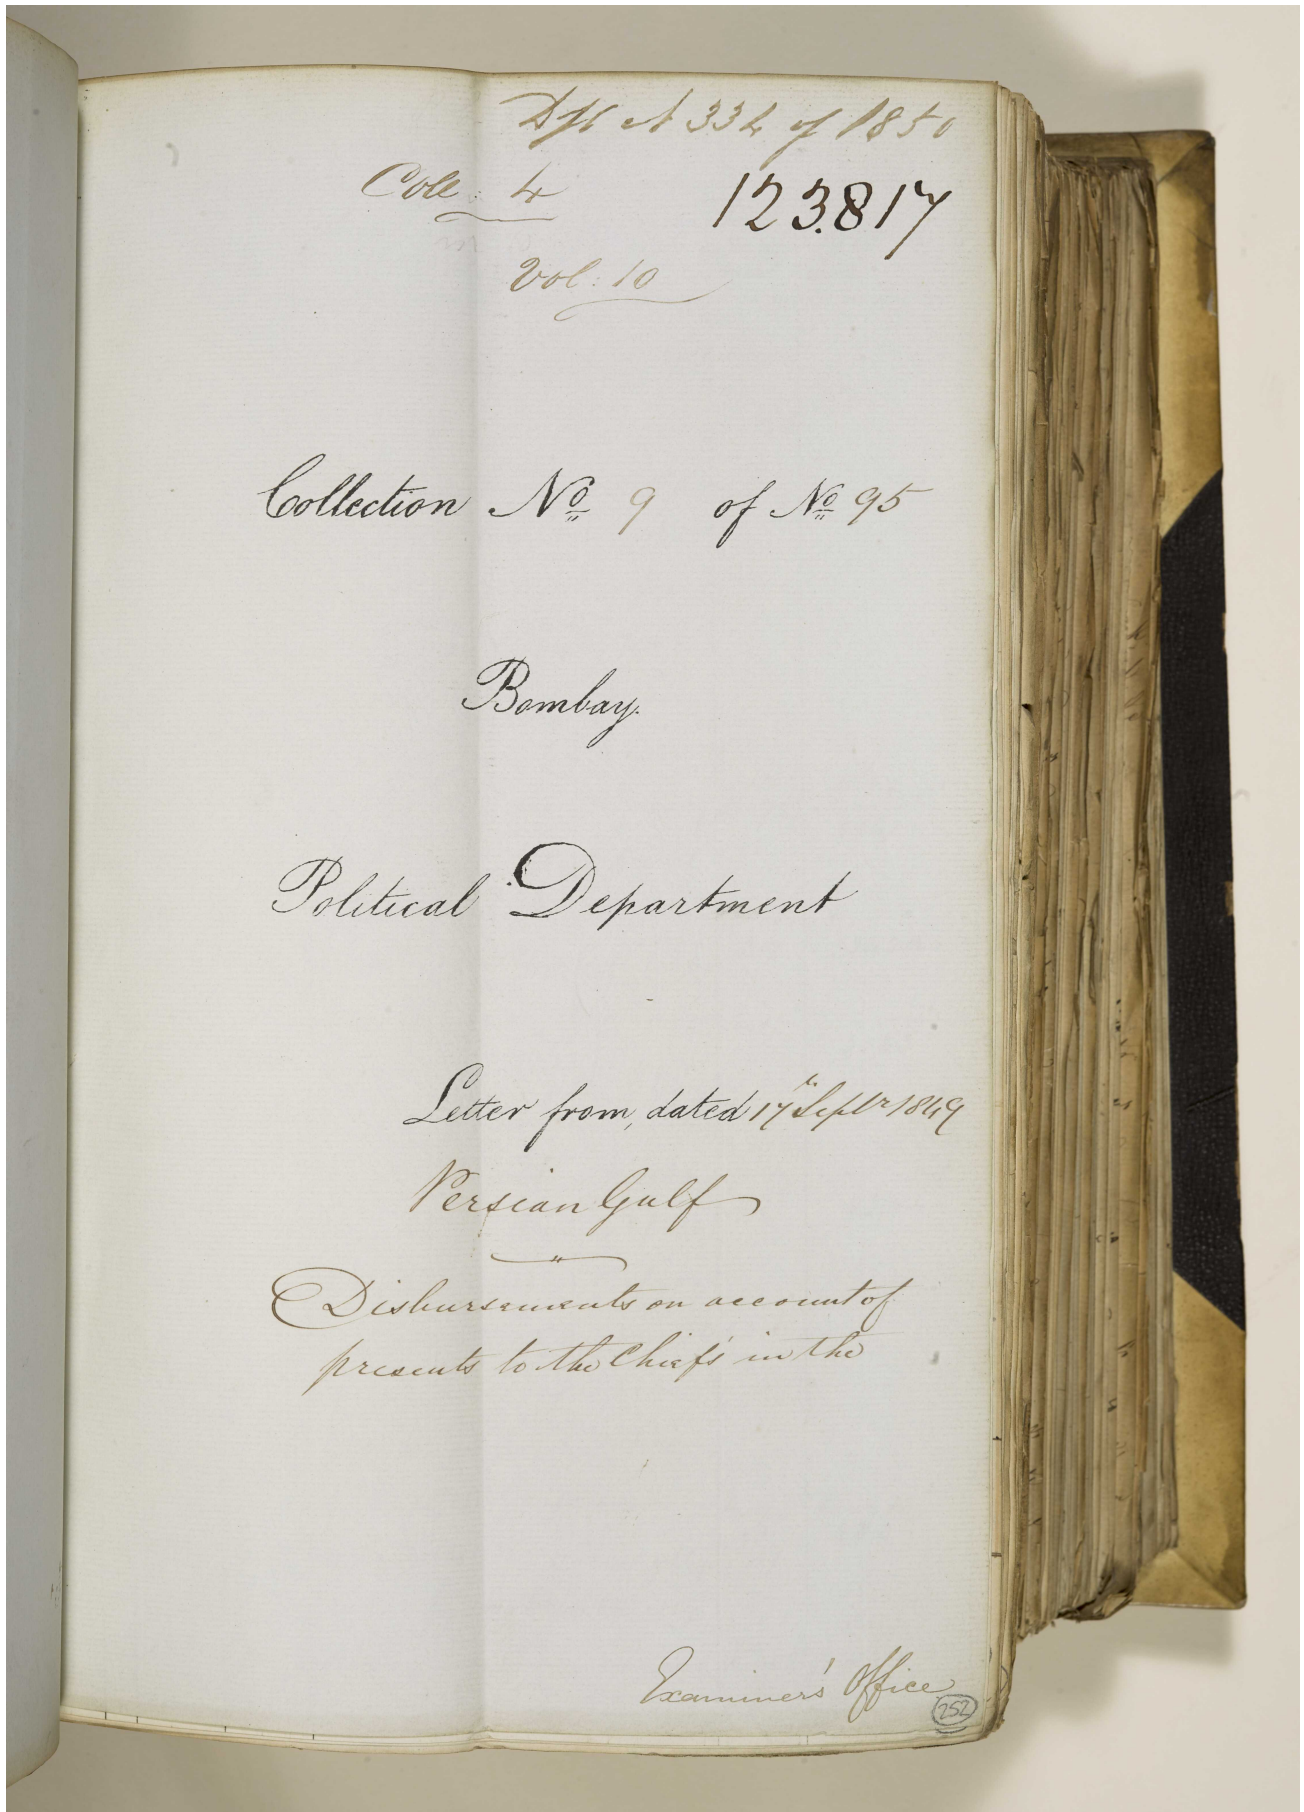 Dft N 332 of 1850
Coll: 4
123.817
Vol: 10
Collection No 9 of No 95
Bombay.
Political Department
Letter from, dated 17th Septr 1849
Persian Gulf
Disbursements on account of
presents to the Chiefs in the
Examiner's Office
252